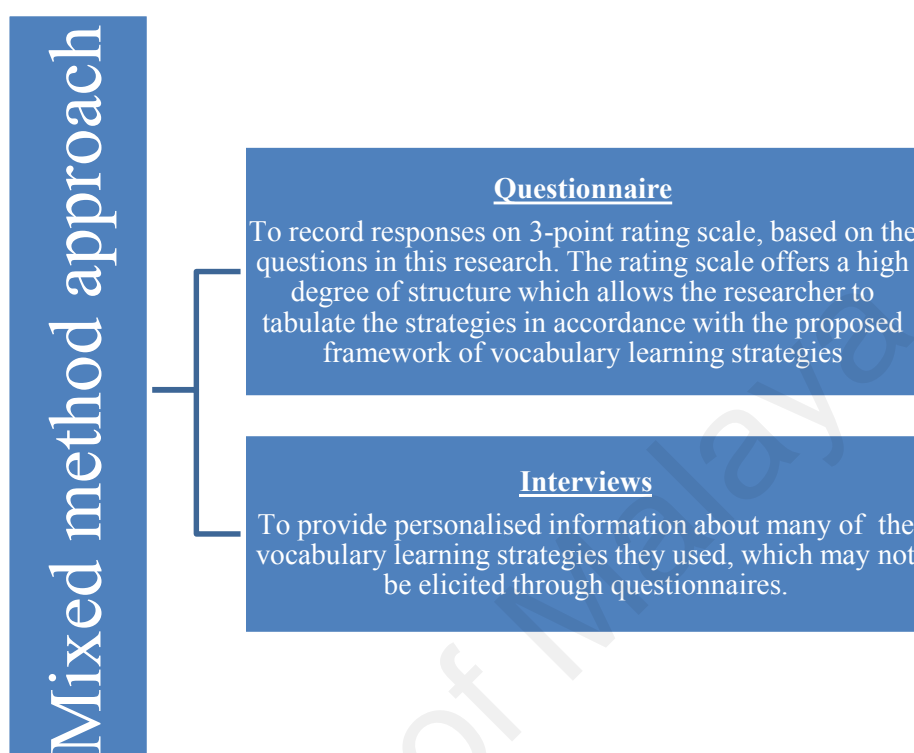 Mixed method approach
Questionnaire
To record responses on 3-point rating scale, based on the
questions in this research. The rating scale offers a high
degree of structure which allows the researcher to
tabulate the strategies in accordance with the proposed
framework of vocabulary learning strategies
Interviews
To provide personalised information about many of the
vocabulary learning strategies they used, which may not
be elicited through questionnaires.
of Malaya